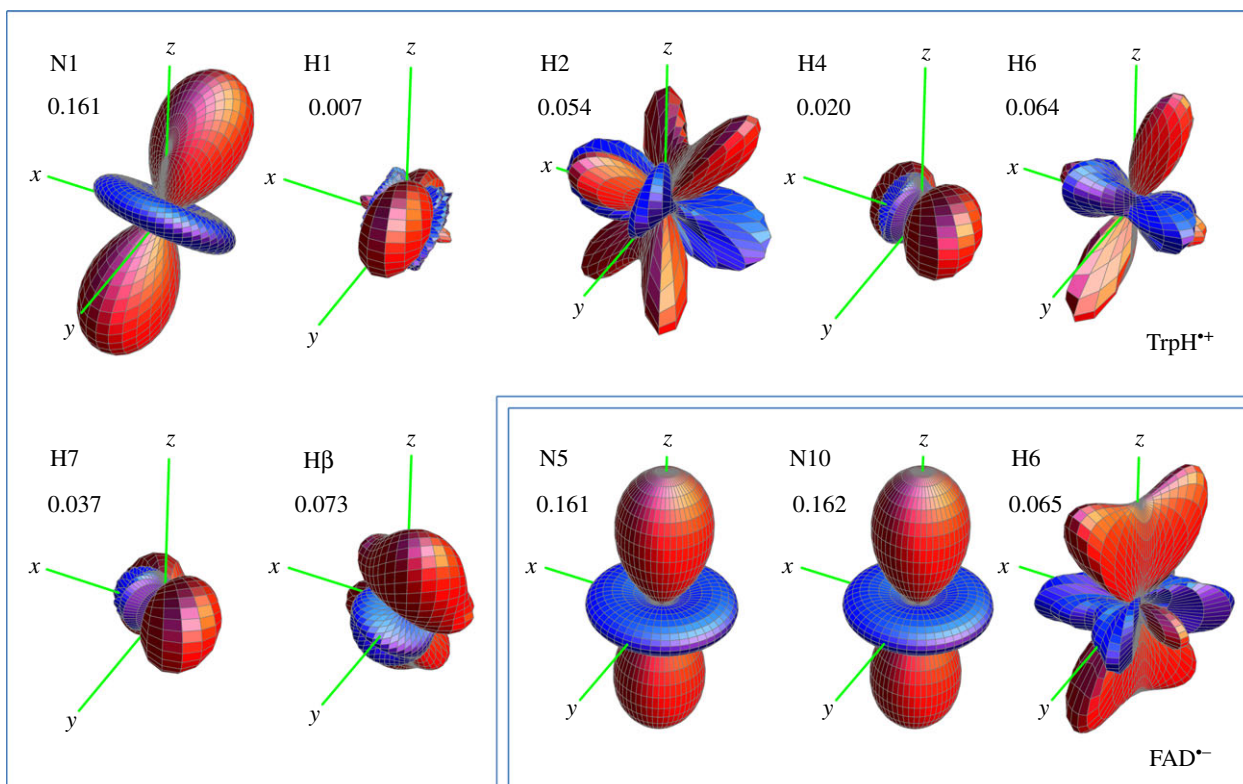 N1
0.161
z
x
y
H1
0.007
z
x
y
H2
0.054
z
x
y
H4
0.020
z
x
y
H6
0.064
z
x
y
TrpH•+
H7
0.037
z
x
y
Hβ
0.073
z
x
y
N5
0.161
z
x
y
N10
0.162
z
x
y
H6
0.065
z
x
y
FAD•−